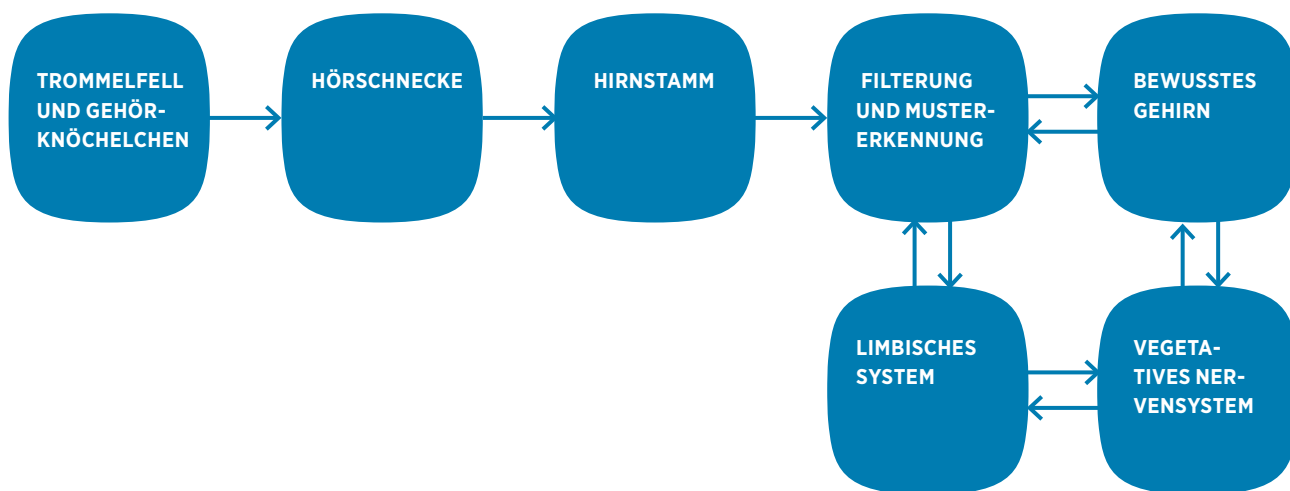 TROMMELFELL
UND GEHÖR-
KNÖCHELCHEN
HÖRSCHNECKE
HIRNSTAMM
FILTERUNG
UND MUSTER-
ERKENNUNG
BEWUSSTES
GEHIRN
LIMBISCHES
SYSTEM
VEGETA-
TIVES NER-
VENSYSTEM